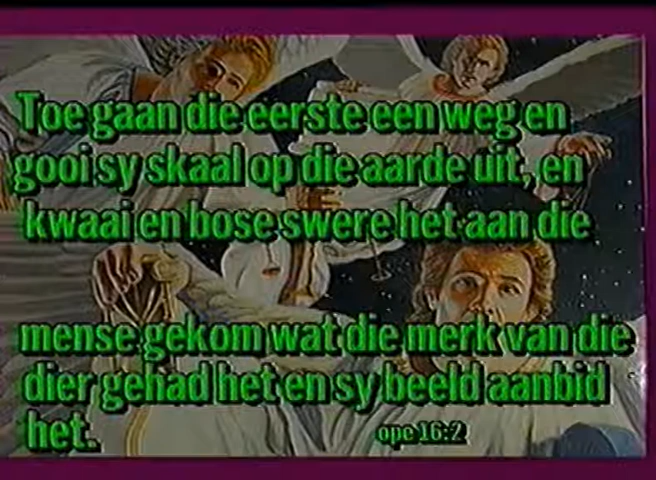 Toe gaan die eerste een weg en
gooi sy skaal op die aarde uit, en
kwaai en bose swere het aan die
mense gekom wat die merk van die
dier gehad het en sy beeld aanbid
het.
ope 16:2